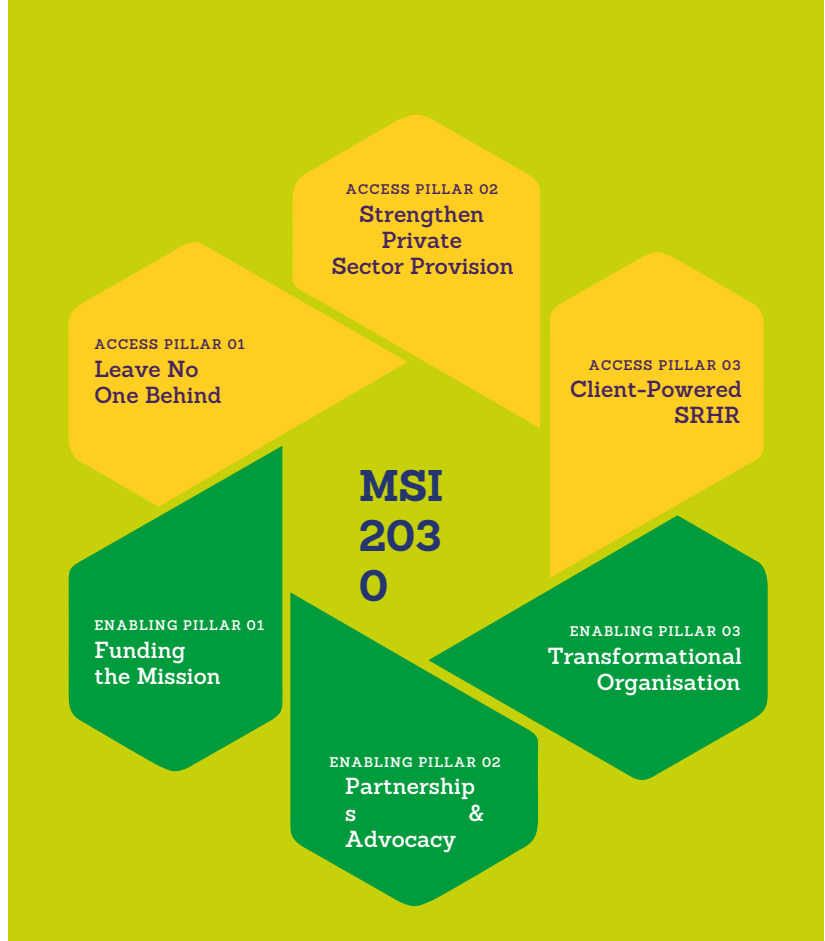 ACCESS PILLAR 02
Strengthen
Private
Sector Provision
ACCESS PILLAR 01
Leave No
One Behind
ACCESS PILLAR 03
Client-Powered
SRHR
MSI
203
0
ENABLING PILLAR 01
Funding
the Mission
ENABLING PILLAR 03
Transformational
Organisation
ENABLING PILLAR 02
Partnership
s &
Advocacy